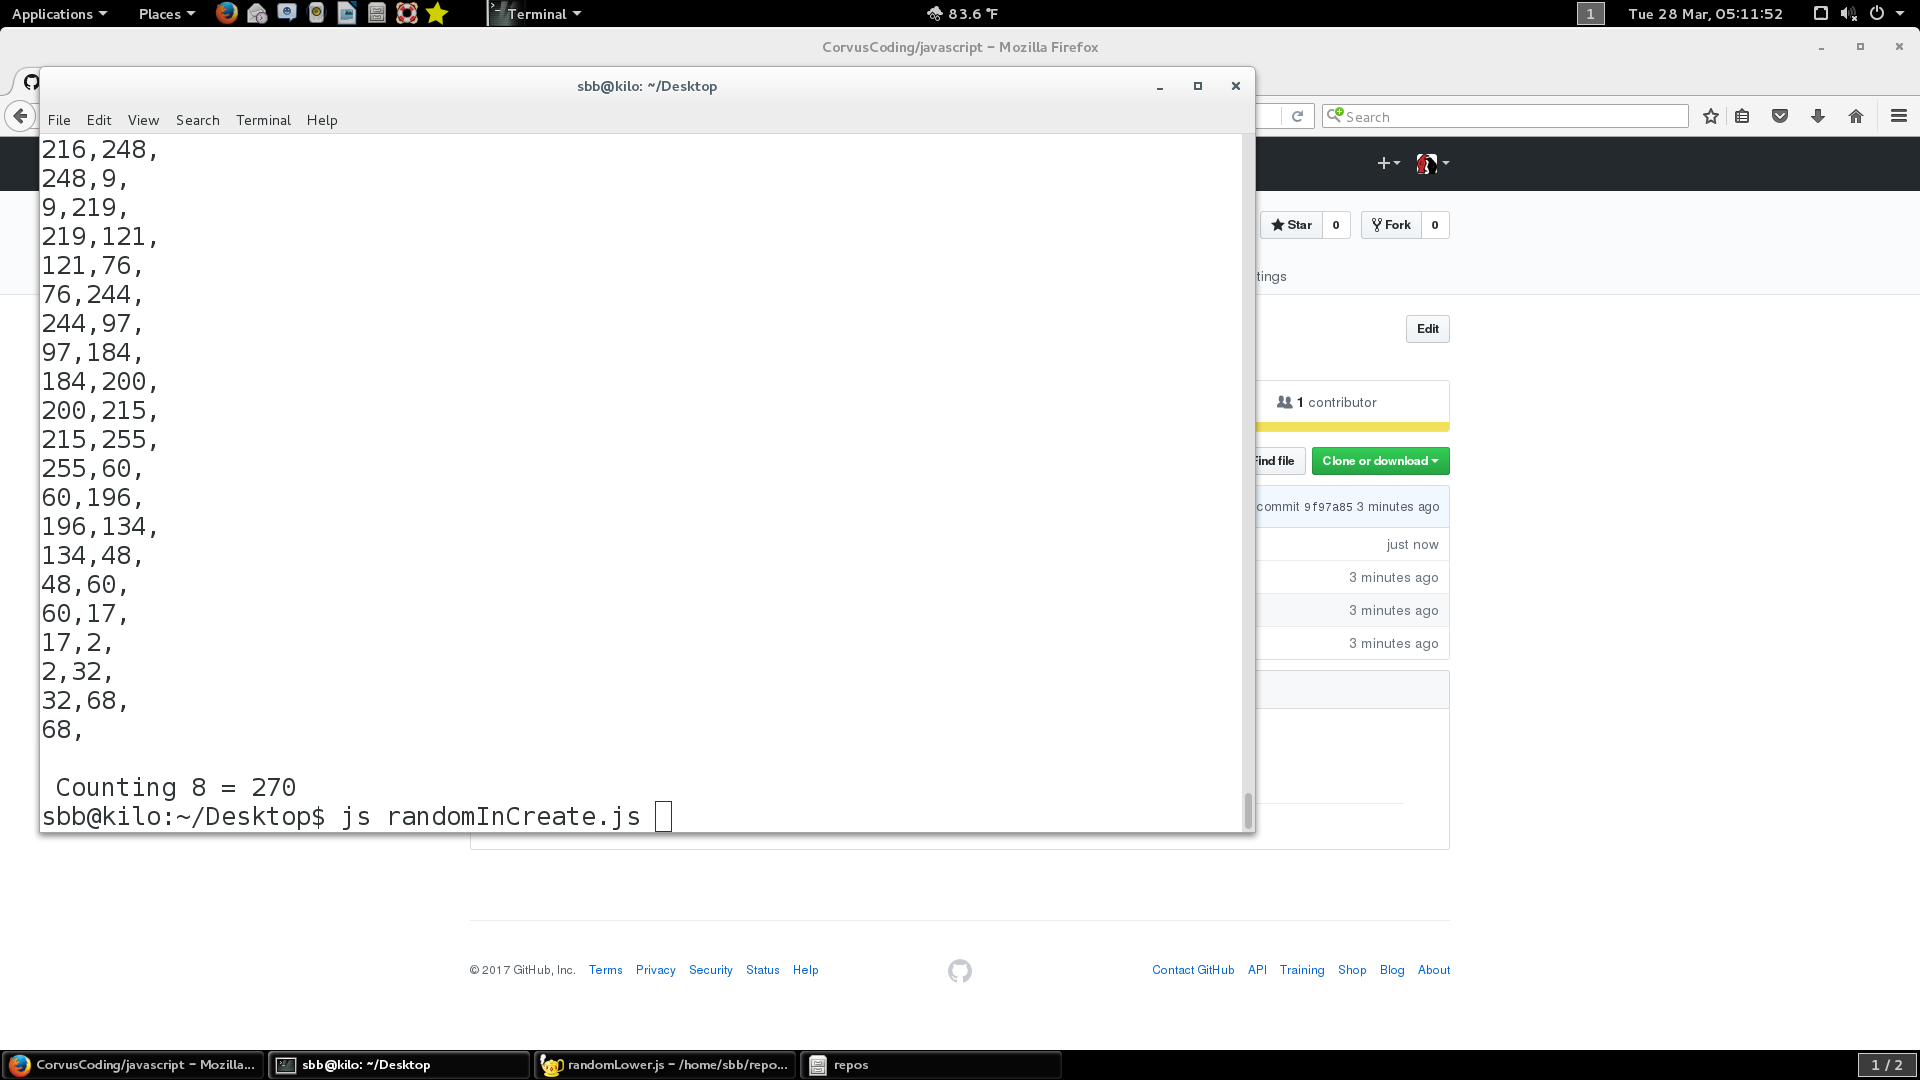 Applications Places Terminal 83.6 °F 1 Tue 28 Mar, 05:11:52
CorvusCoding/javascript - Mozilla Firefox
sbb@kilo: ~/Desktop
File Edit View Search Terminal Help
Search
216,248,
248,9,
9,219,
219,121,
121,76,
76,244,
244,97,
97,184,
184,200,
200,215,
215,255,
255,60,
60,196,
196,134,
134,48,
48,60,
60,17,
17,2,
2,32,
32,68,
68,
Counting 8 = 270
sbb@kilo:~/Desktop$ js randomInCreate.js
Star 0 Fork 0
tings
Edit
1 contributor
Find file Clone or download
commit 9f97a85 3 minutes ago
just now
3 minutes ago
3 minutes ago
3 minutes ago
© 2017 GitHub, Inc. Terms Privacy Security Status Help Contact GitHub API Training Shop Blog About
CorvusCoding/javascript - Mozilla... sbb@kilo: ~/Desktop randomLower.js - /home/sbb/repo... repos 1 / 2